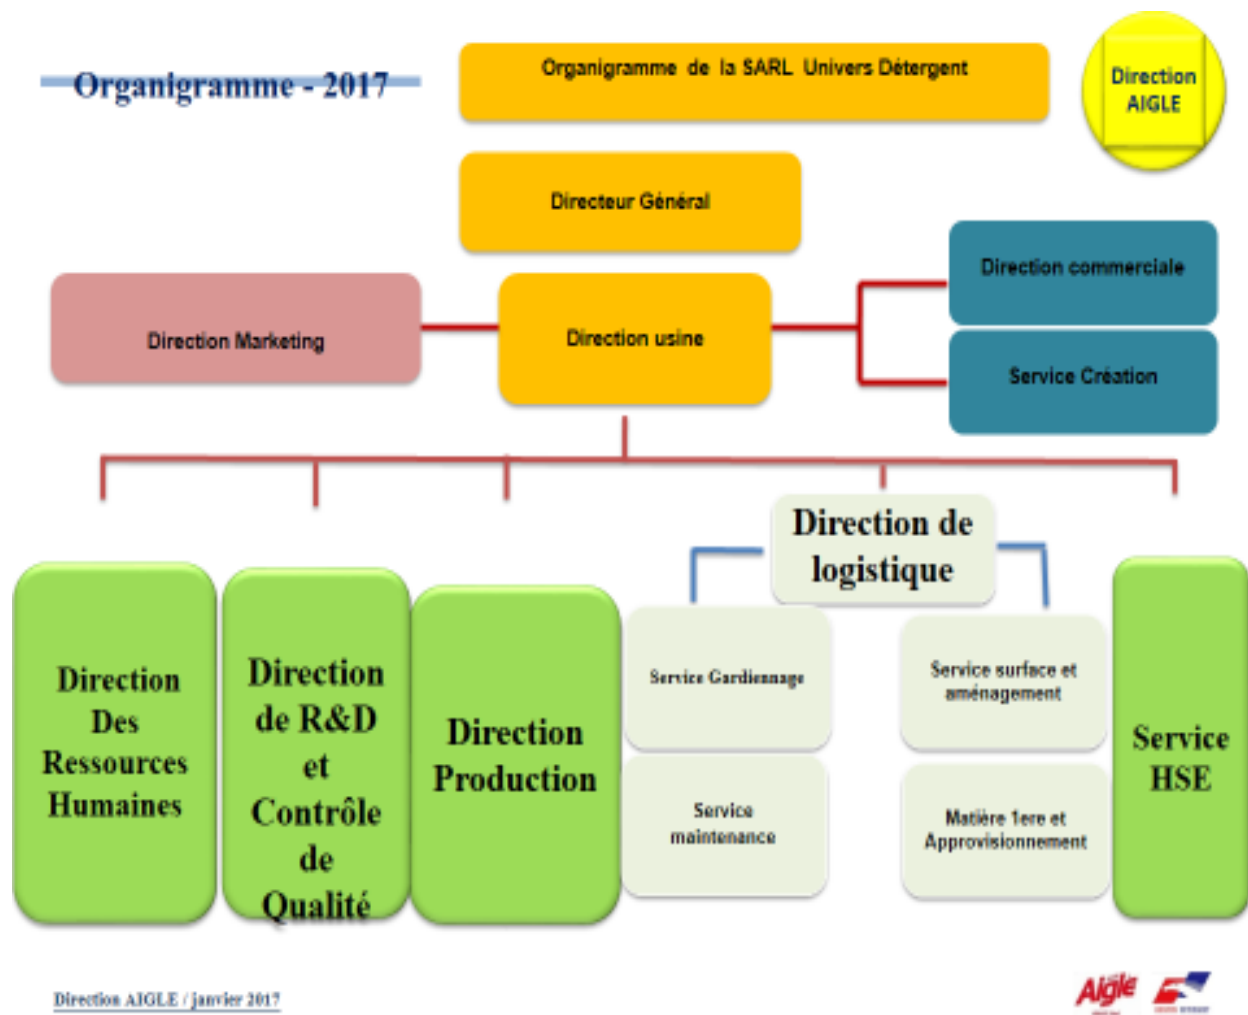 Organigramme - 2017
Organigramme de la SARL Univers Détergent
Direction
AIGLE
Directeur Général
Direction commerciale
Direction Marketing
Direction usine
Service Création
Direction de
logistique
Direction
Des
Ressources
Humaines
Direction
de R&D
et
Contrôle
de
Qualité
Direction
Production
Service Gardiennage
Service
maintenance
Service surface et
aménagement
Matière 1ere et
Approvisionnement
Service
HSE
Direction AIGLE / janvier 2017
Aigle